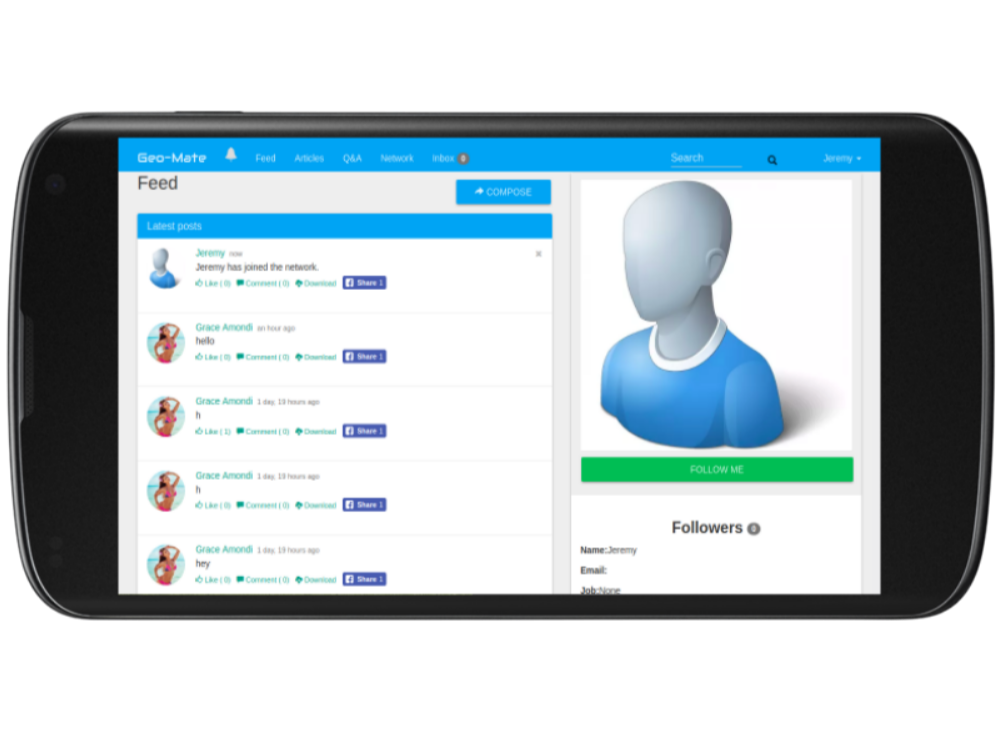 Geo-Mate Feed Articles Q&A Network Inbox 0 Search Jeremy
Feed
COMPOSE
Latest posts
Jeremy now
Jeremy has joined the network.
Like ( 0) Comment ( 0) Download Share 1
Grace Amondi an hour ago
hello
Like ( 0) Comment ( 0) Download Share 1
Grace Amondi 1 day, 19 hours ago
h
Like ( 1) Comment ( 0) Download Share 1
Grace Amondi 1 day, 19 hours ago
h
Like ( 0) Comment ( 0) Download Share 1
Grace Amondi 1 day, 19 hours ago
hey
Like ( 0) Comment ( 0) Download Share 1
FOLLOW ME
Followers 0
Name:Jeremy
Email:
Job:None